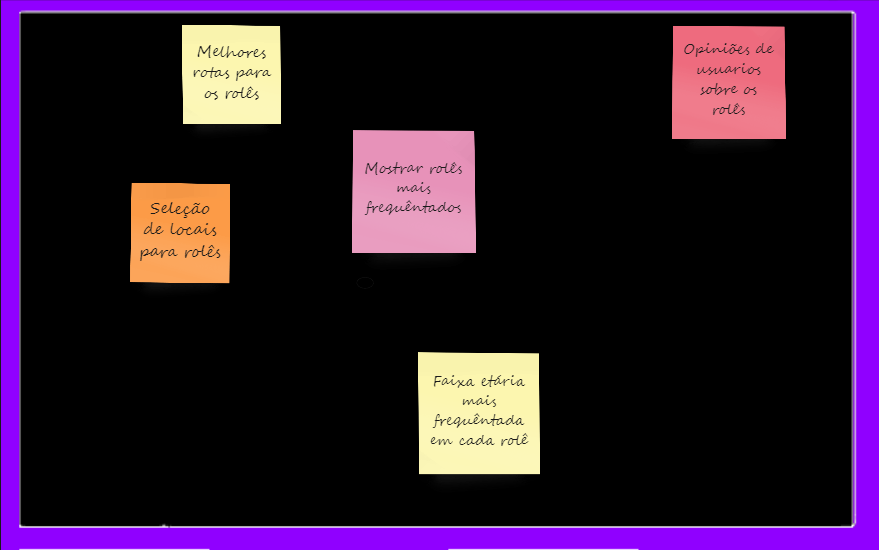 Melhores
rotas para
os rolês
Opiniões de
usuarios
sobre os
rolês
Mostrar rolês
mais
frequêntados
Seleção
de locais
para rolês
Faixa etária
mais
frequêntada
em cada rolê